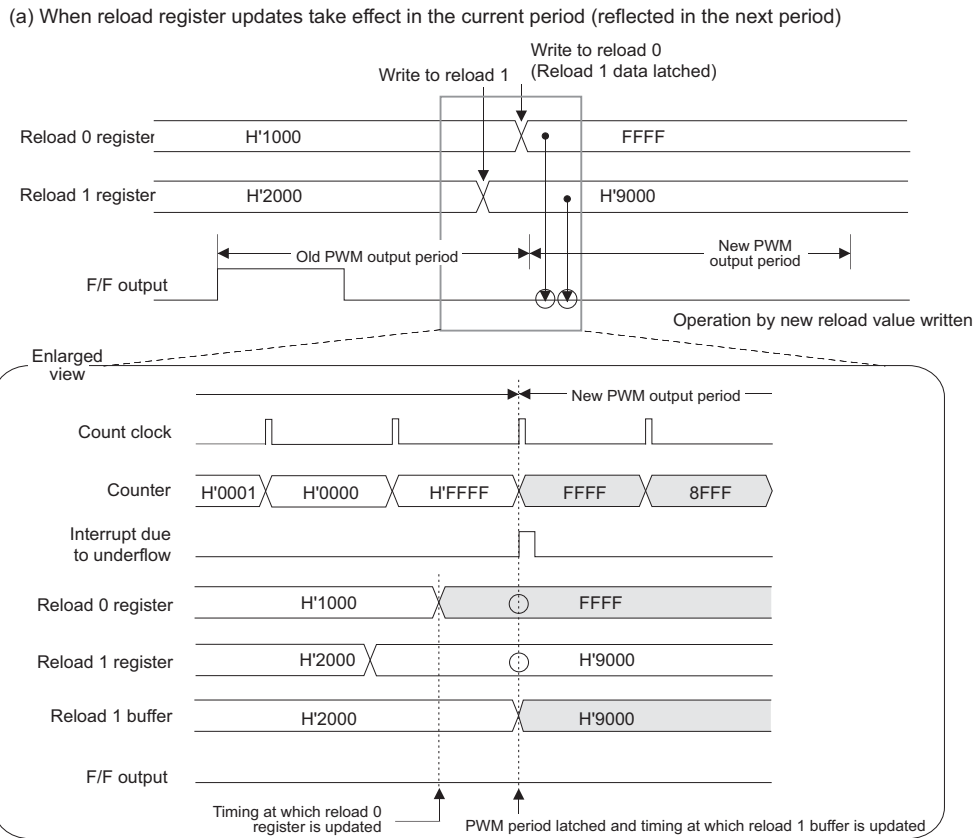 (a) When reload register updates take effect in the current period (reflected in the next period)
Write to reload 0
(Reload 1 data latched)
Write to reload 1
Reload 0 register
H'1000
FFFF
Reload 1 register
H'2000
H'9000
Old PWM output period
New PWM
output period
F/F output
Operation by new reload value written
Enlarged
view
New PWM output period
Count clock
Counter
H'0001
H'0000
H'FFFF
FFFF
8FFF
Interrupt due
to underflow
Reload 0 register
H'1000
FFFF
Reload 1 register
H'2000
H'9000
Reload 1 buffer
H'2000
H'9000
F/F output
Timing at which reload 0
register is updated
PWM period latched and timing at which reload 1 buffer is updated